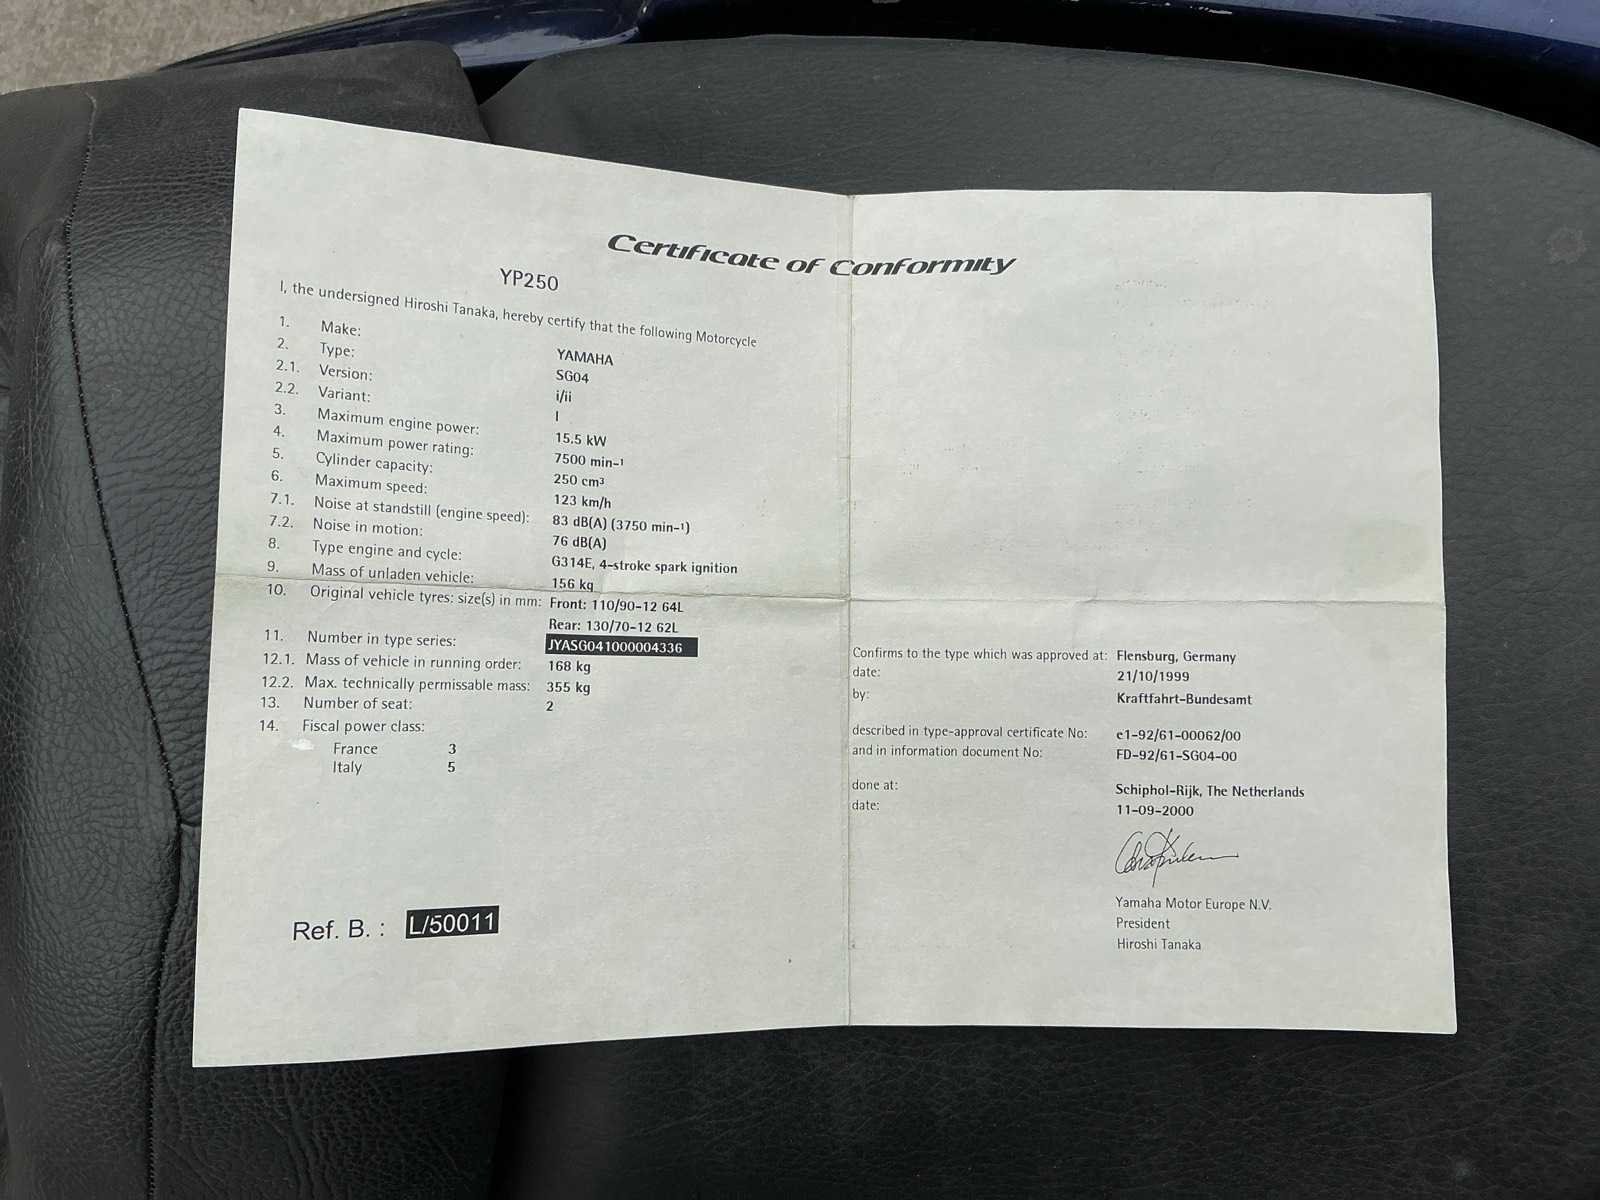 Certificate of Conformity
YP250
I, the undersigned Hiroshi Tanaka, hereby certify that the following Motorcycle
1. Make: YAMAHA
2. Type: SG04
2.1. Version: i/ii
2.2. Variant: I
3. Maximum engine power: 15.5 kW
4. Maximum power rating: 7500 min-¹
5. Cylinder capacity: 250 cm³
6. Maximum speed: 123 km/h
7.1. Noise at standstill (engine speed): 83 dB(A) (3750 min-¹)
7.2. Noise in motion: 76 dB(A)
8. Type engine and cycle: G314E, 4-stroke spark ignition
9. Mass of unladen vehicle: 156 kg
10. Original vehicle tyres: size(s) in mm: Front: 110/90-12 64L
Rear: 130/70-12 62L
11. Number in type series: JYASG041000004336
12.1. Mass of vehicle in running order: 168 kg
12.2. Max. technically permissable mass: 355 kg
13. Number of seat: 2
14. Fiscal power class:
France 3
Italy 5
Ref. B. : L/50011
Confirms to the type which was approved at: Flensburg, Germany
date: 21/10/1999
by: Kraftfahrt-Bundesamt
described in type-approval certificate No: e1-92/61-00062/00
and in information document No: FD-92/61-SG04-00
done at: Schiphol-Rijk, The Netherlands
date: 11-09-2000
Yamaha Motor Europe N.V.
President
Hiroshi Tanaka